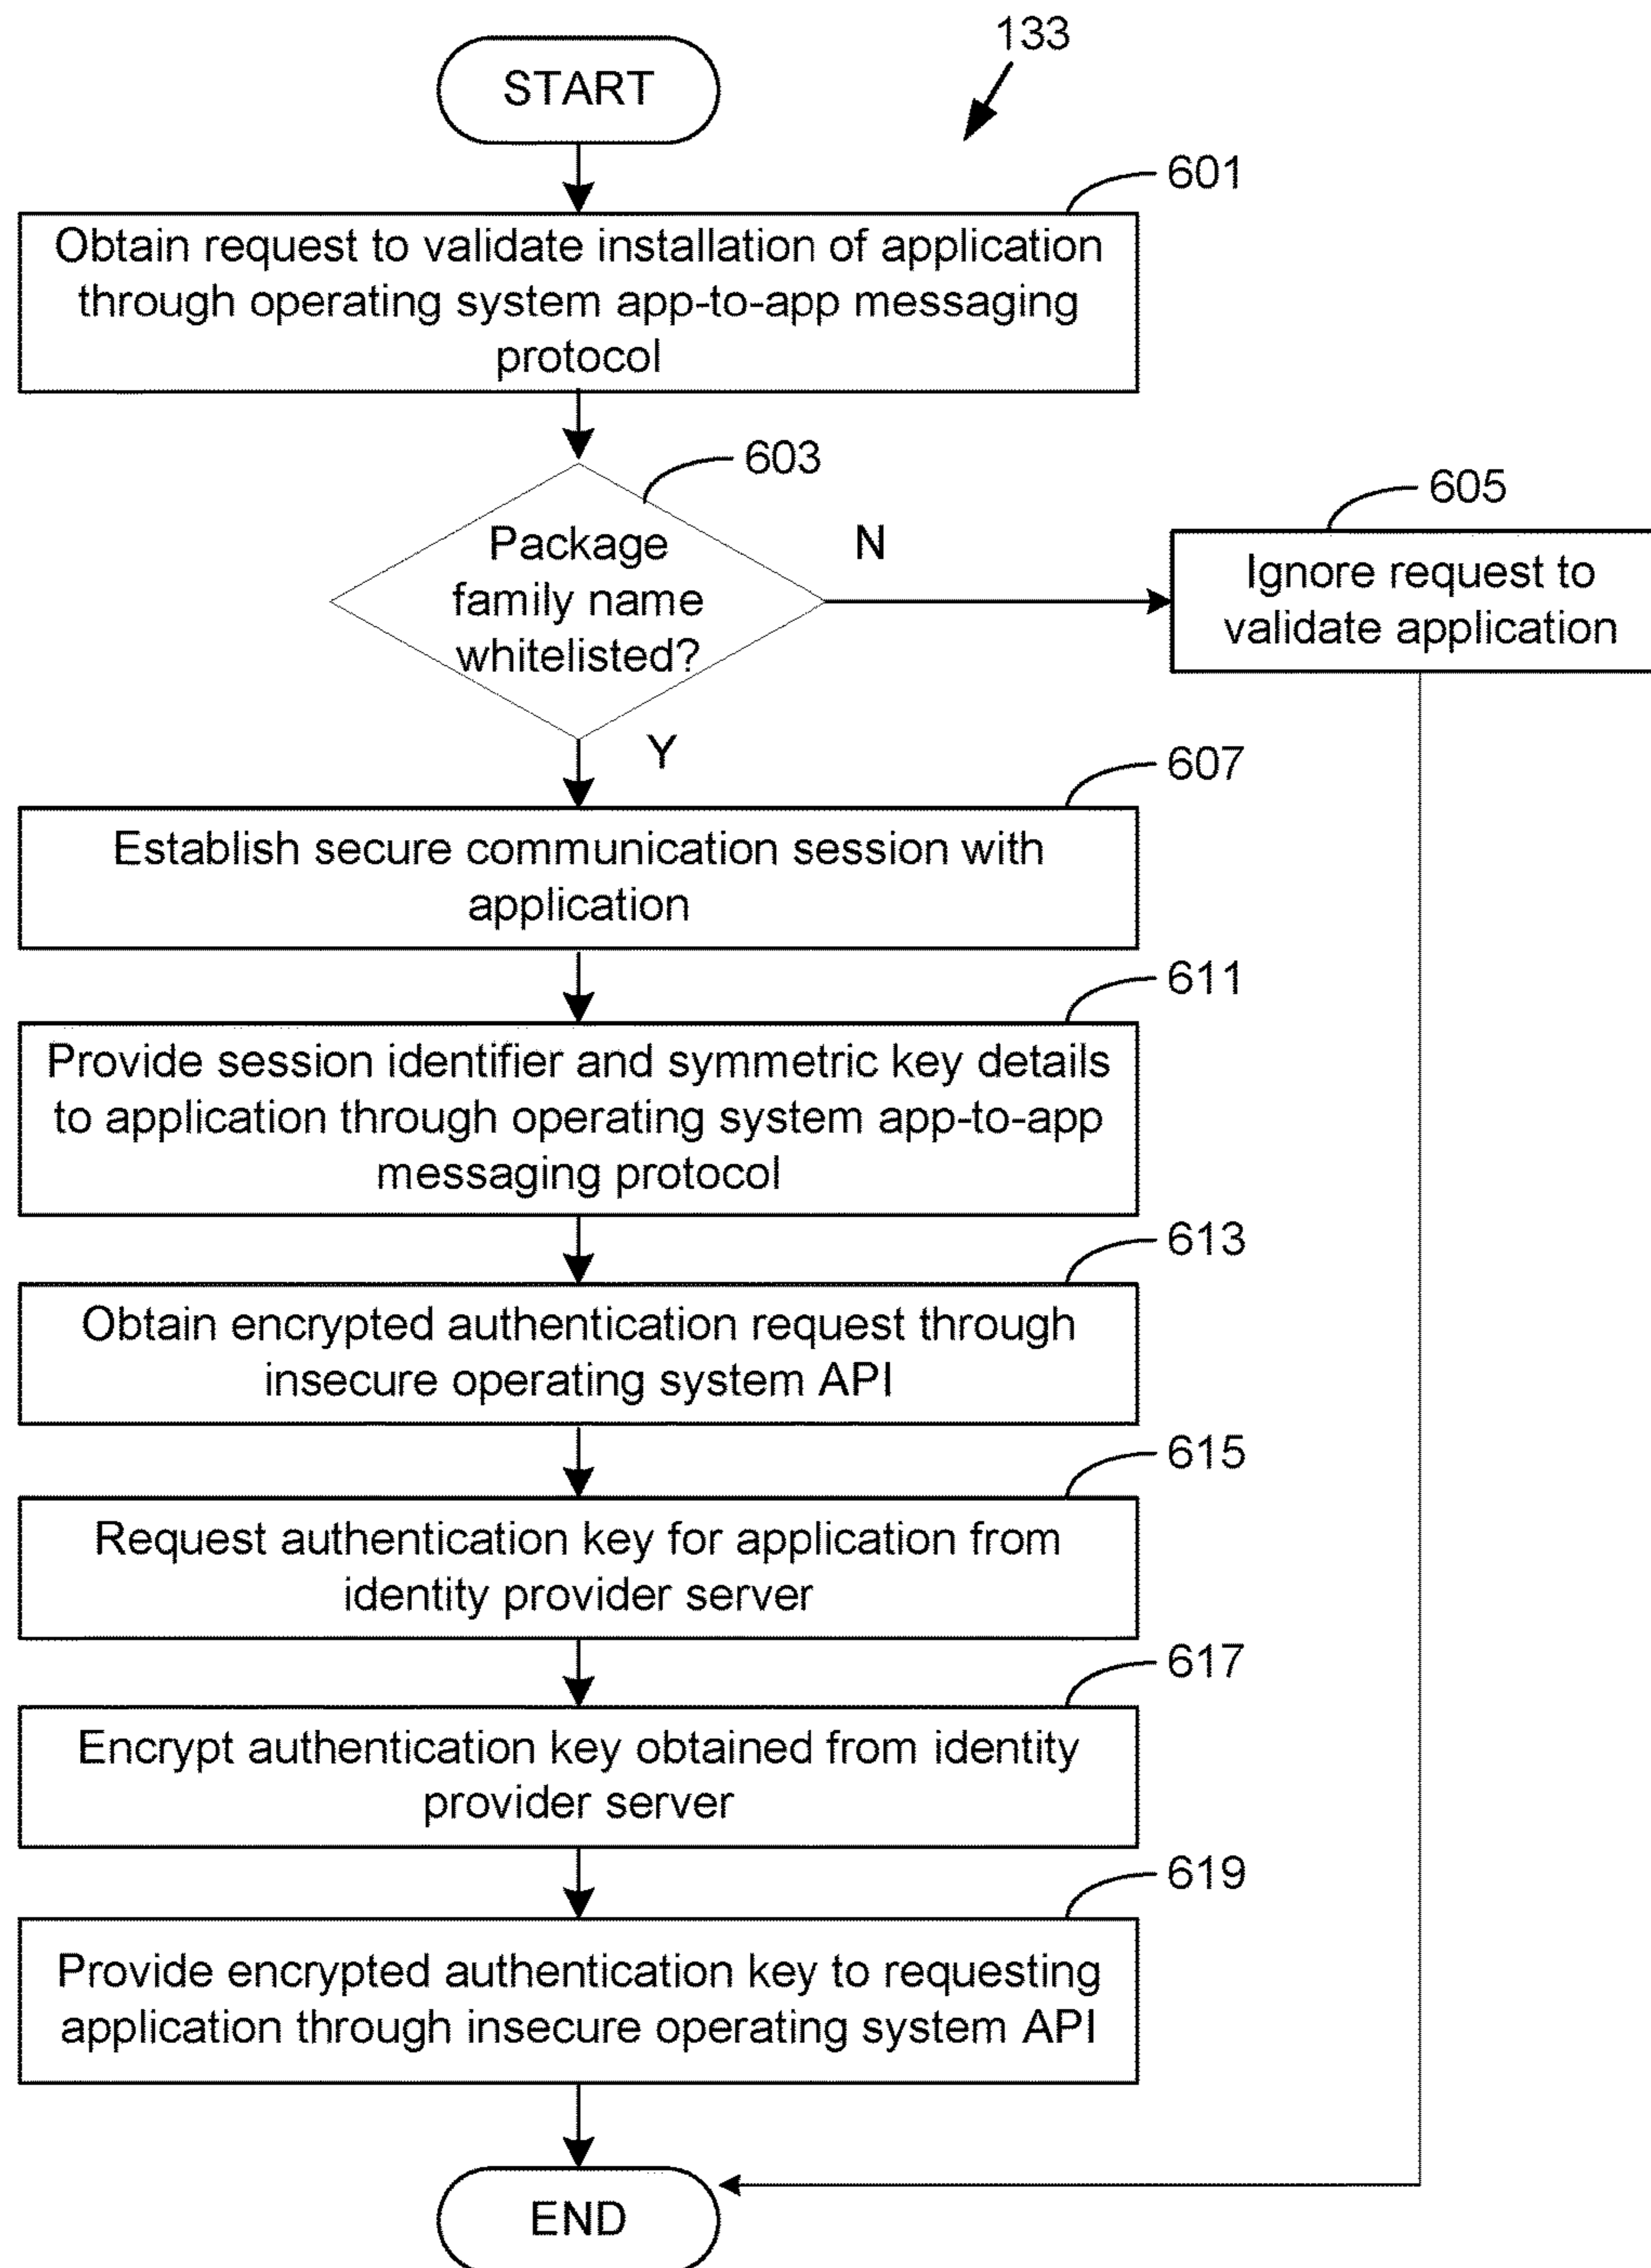 133
START
601
Obtain request to validate installation of application
through operating system app-to-app messaging
protocol
603
Package
family name
whitelisted?
N
605
Ignore request to
validate application
Y
607
Establish secure communication session with
application
611
Provide session identifier and symmetric key details
to application through operating system app-to-app
messaging protocol
613
Obtain encrypted authentication request through
insecure operating system API
615
Request authentication key for application from
identity provider server
617
Encrypt authentication key obtained from identity
provider server
619
Provide encrypted authentication key to requesting
application through insecure operating system API
END